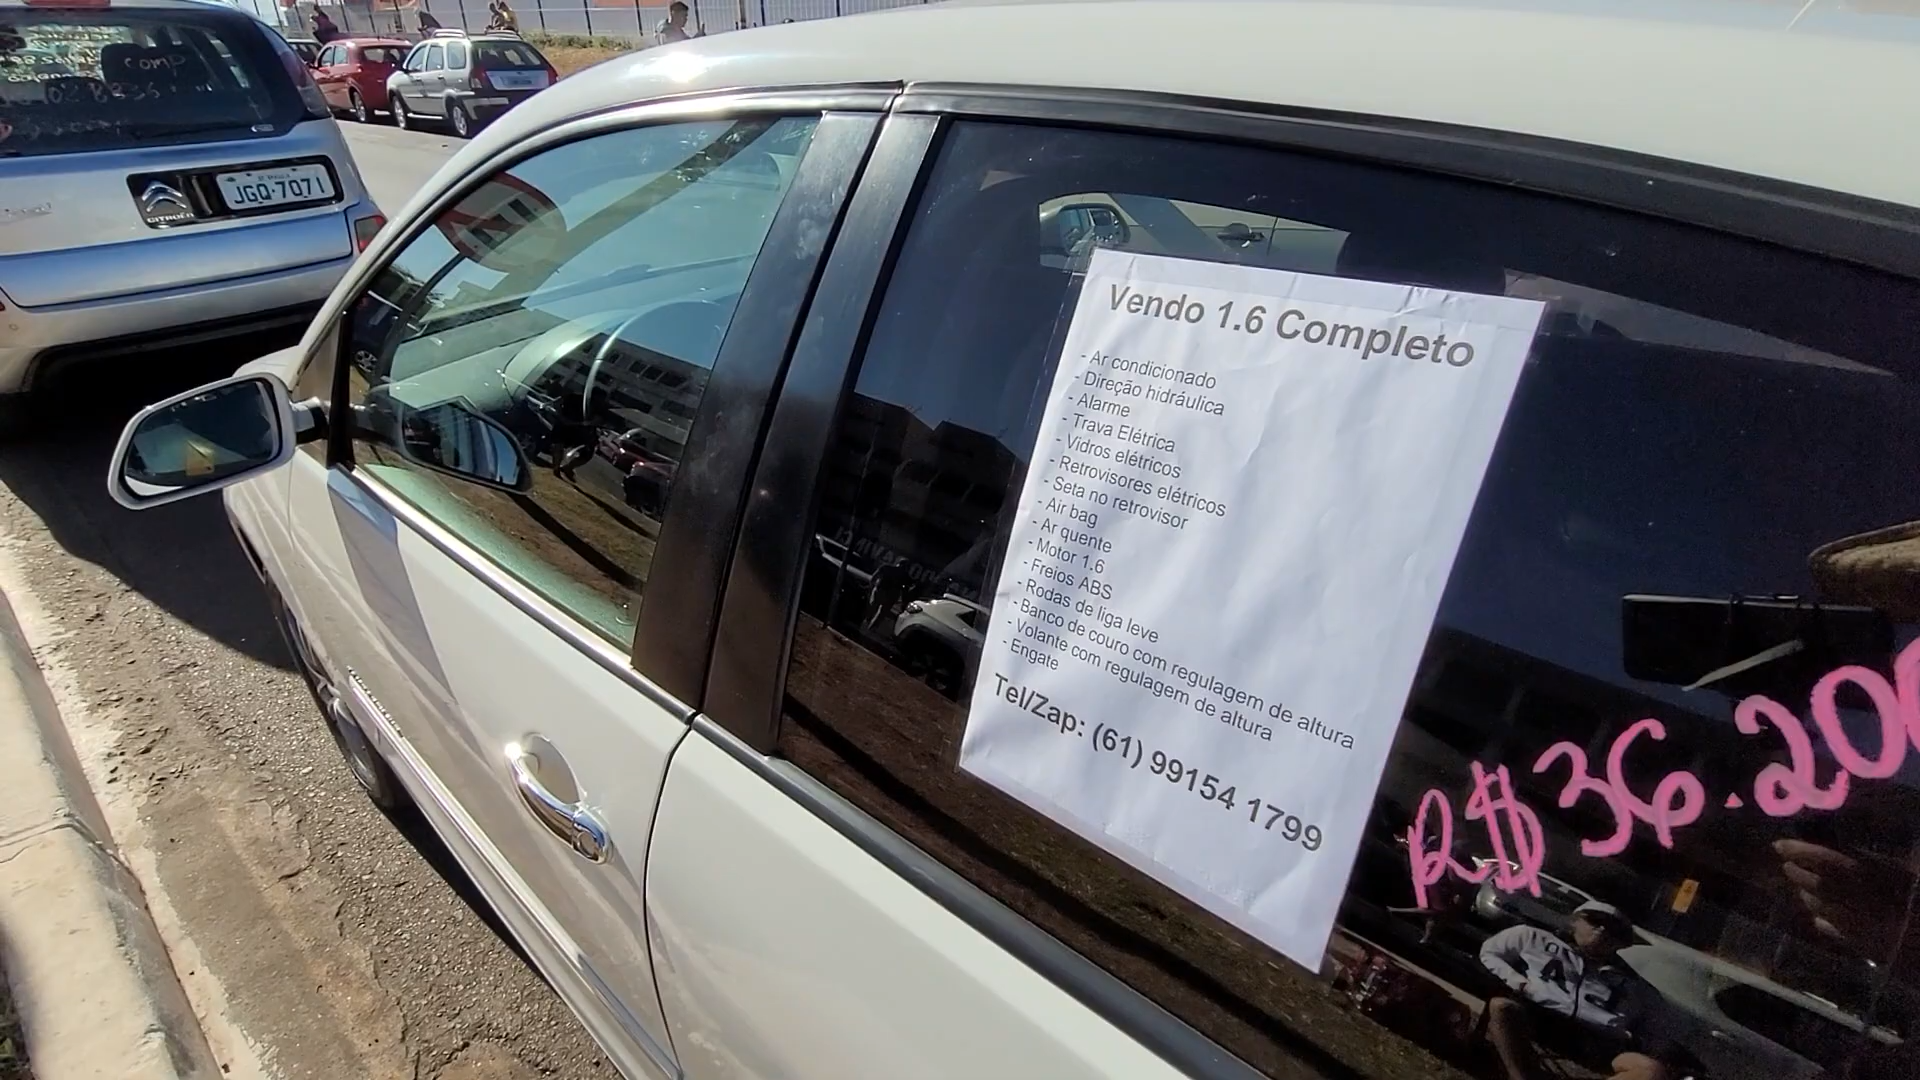 comp
JGQ-7071
CITROËN
Vendo 1.6 Completo
- Ar condicionado
- Direção hidráulica
- Alarme
- Trava Elétrica
- Vidros elétricos
- Retrovisores elétricos
- Seta no retrovisor
- Air bag
- Ar quente
- Motor 1.6
- Freios ABS
- Rodas de liga leve
- Banco de couro com regulagem de altura
- Volante com regulagem de altura
- Engate
Tel/Zap: (61) 99154 1799
R$36.200